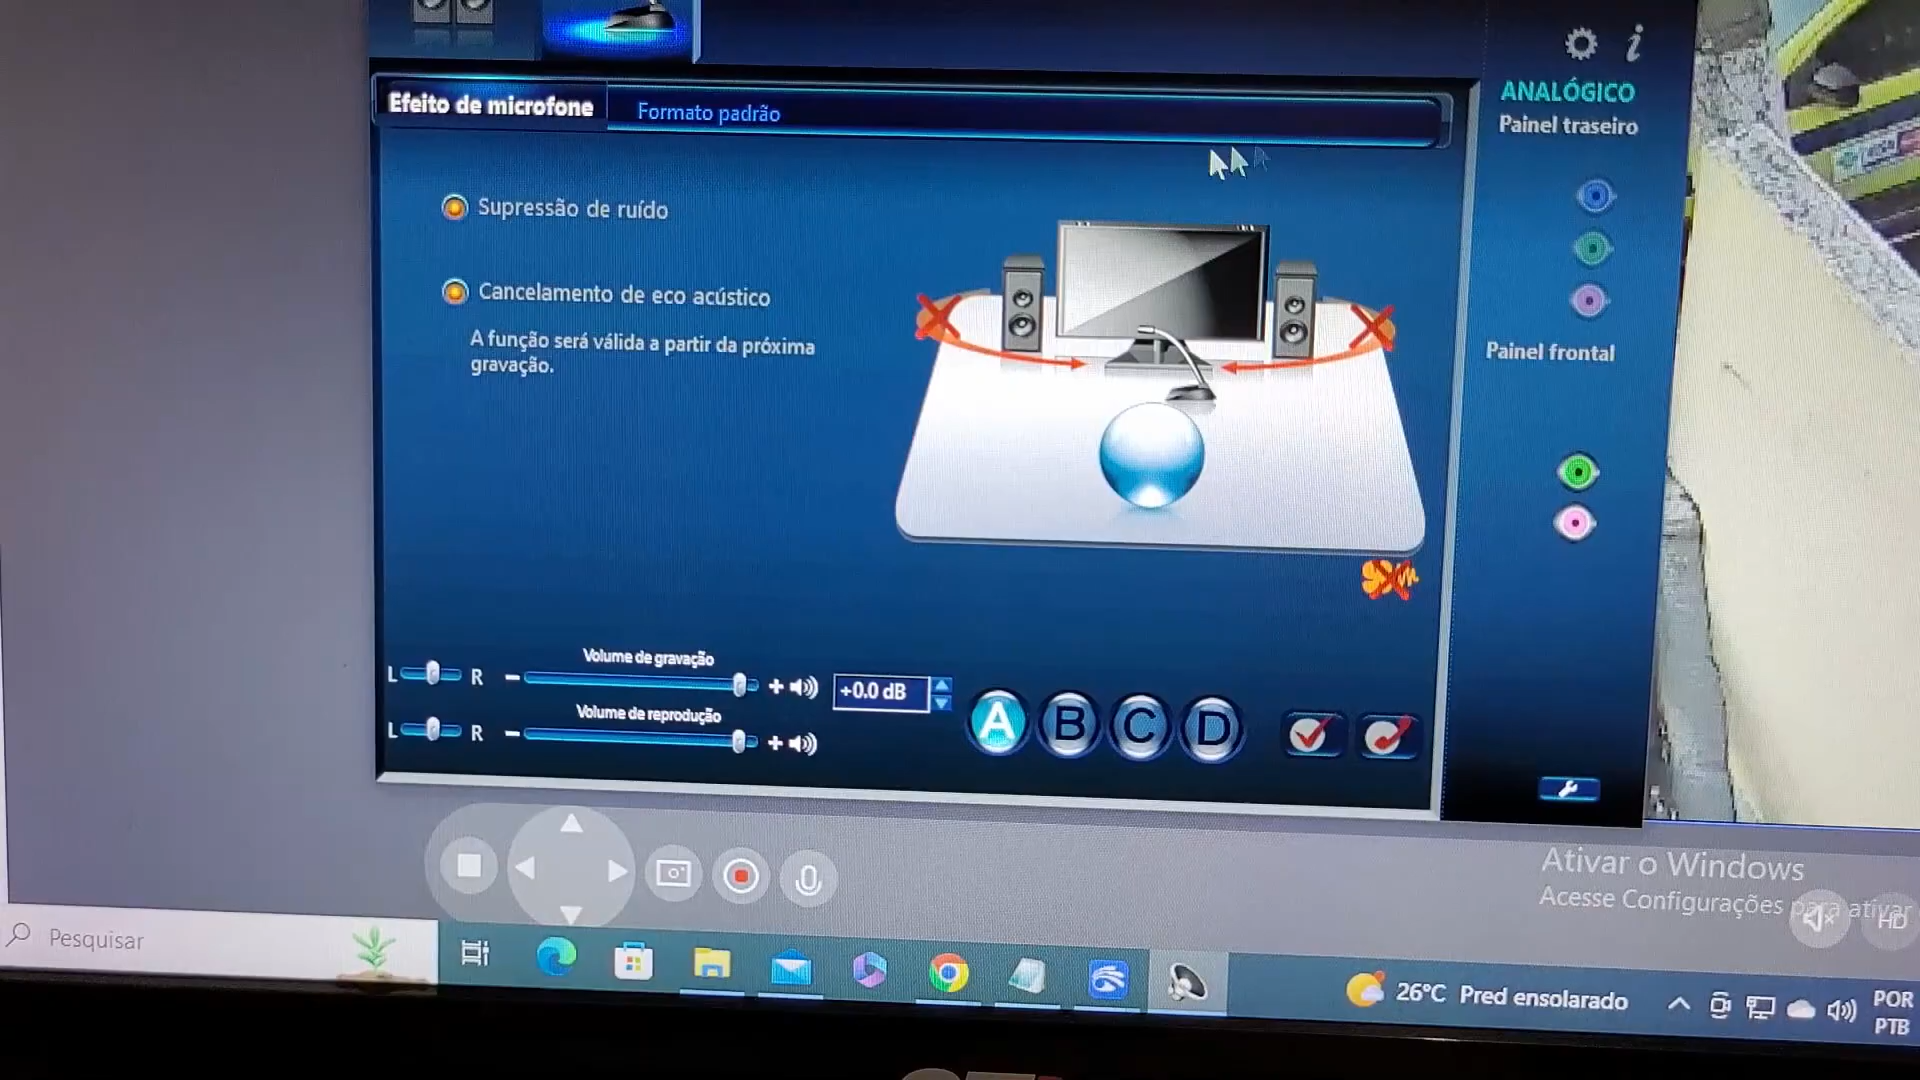 ANALÓGICO
Efeito de microfone
Formato padrão
Painel traseiro
Supressão de ruído
Cancelamento de eco acústico
A função será válida a partir da próxima
gravação.
Painel frontal
Volume de gravação
L R - + +0.0 dB
Volume de reprodução
L R - +
A B C D
Ativar o Windows
Acesse Configurações para ativar
HD
Pesquisar
26°C Pred ensolarado
POR
PTB